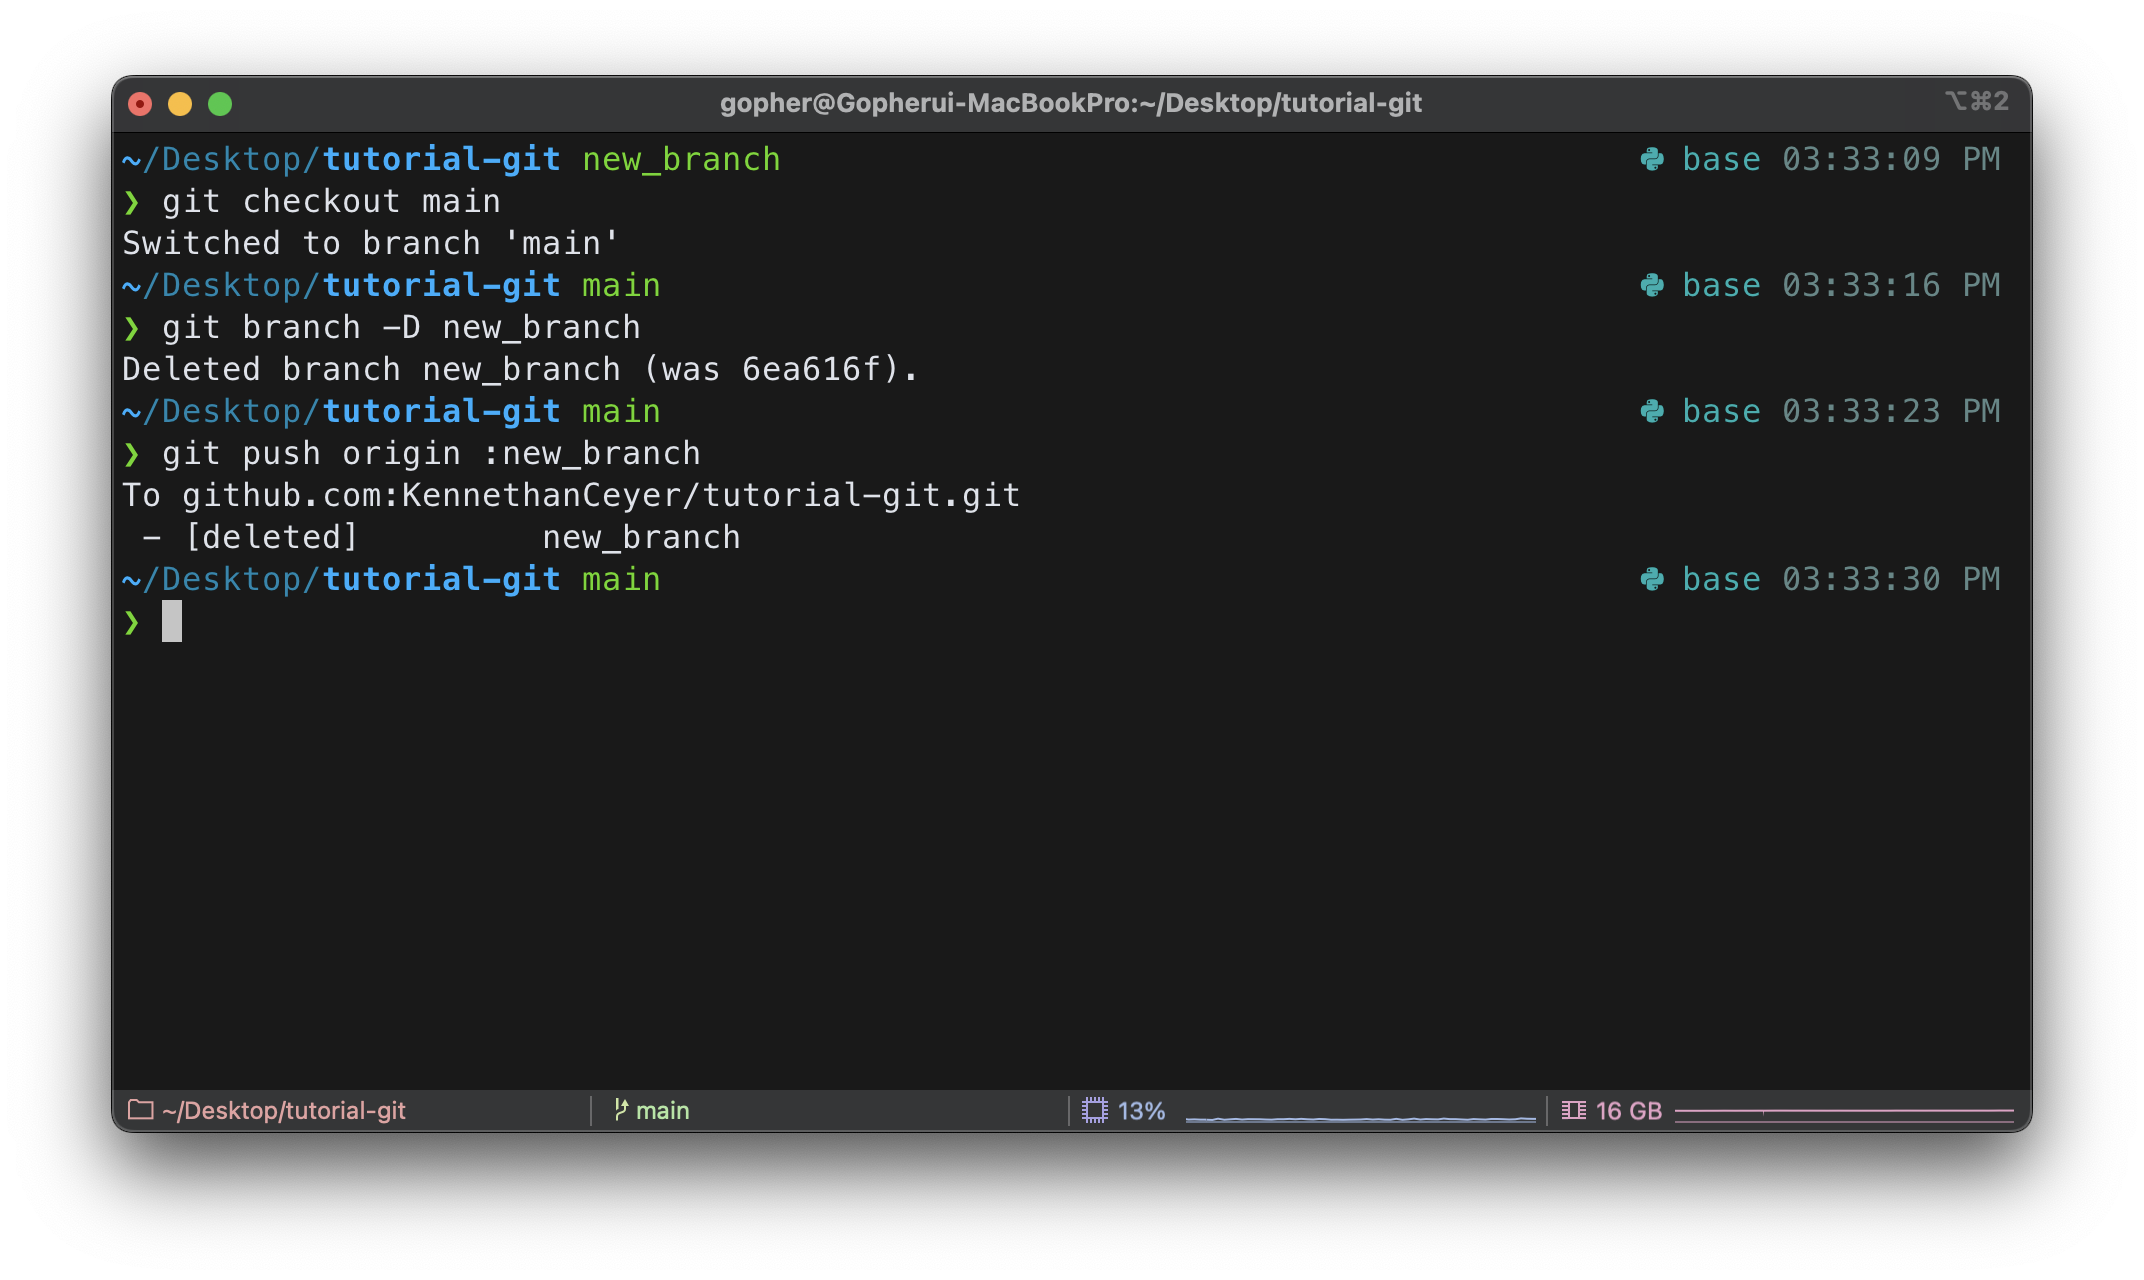 gopher@Gopherui-MacBookPro:~/Desktop/tutorial-git ⌥⌘2
~/Desktop/tutorial-git new_branch base 03:33:09 PM
❯ git checkout main
Switched to branch 'main'
~/Desktop/tutorial-git main base 03:33:16 PM
❯ git branch -D new_branch
Deleted branch new_branch (was 6ea616f).
~/Desktop/tutorial-git main base 03:33:23 PM
❯ git push origin :new_branch
To github.com:KennethanCeyer/tutorial-git.git
 - [deleted]         new_branch
~/Desktop/tutorial-git main base 03:33:30 PM
❯
~/Desktop/tutorial-git main 13% 16 GB